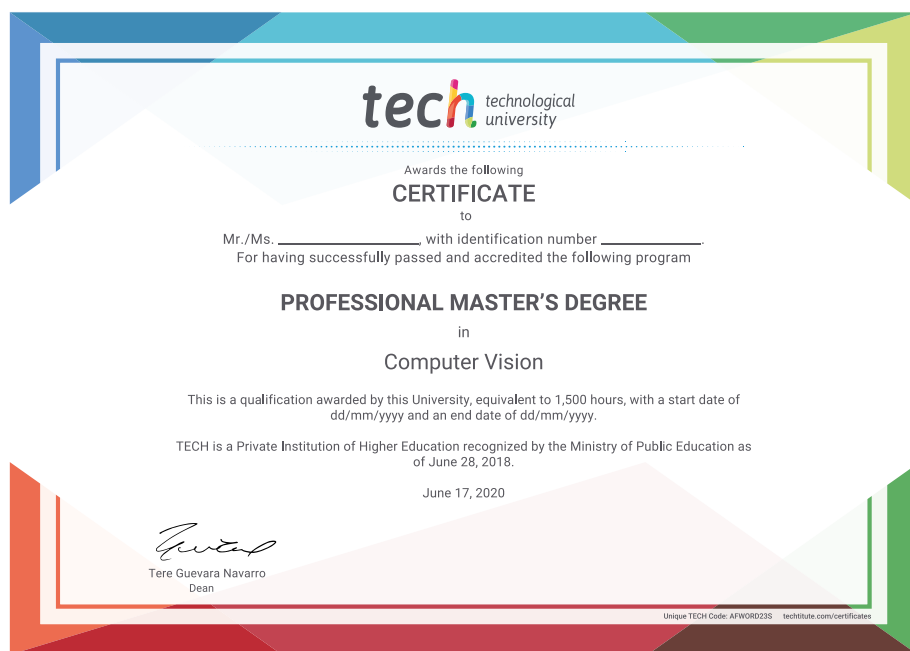 tech technological university
Awards the following
CERTIFICATE
to
Mr./Ms. ____________________, with identification number ______________.
For having successfully passed and accredited the following program
PROFESSIONAL MASTER'S DEGREE
in
Computer Vision
This is a qualification awarded by this University, equivalent to 1,500 hours, with a start date of
dd/mm/yyyy and an end date of dd/mm/yyyy.
TECH is a Private Institution of Higher Education recognized by the Ministry of Public Education as
of June 28, 2018.
June 17, 2020
Tere Guevara Navarro
Dean
Unique TECH Code: AFWORD23S techtitute.com/certificates